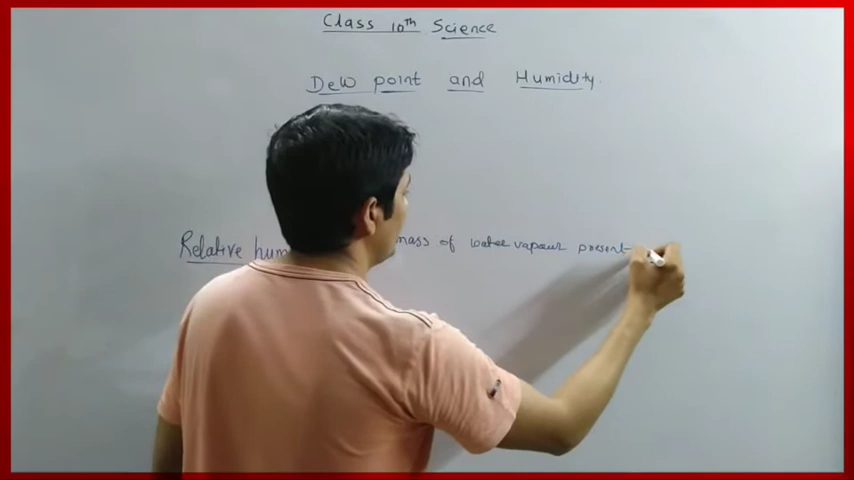 Class 10th Science
Dew point and Humidity.
Relative hum mass of water vapour present